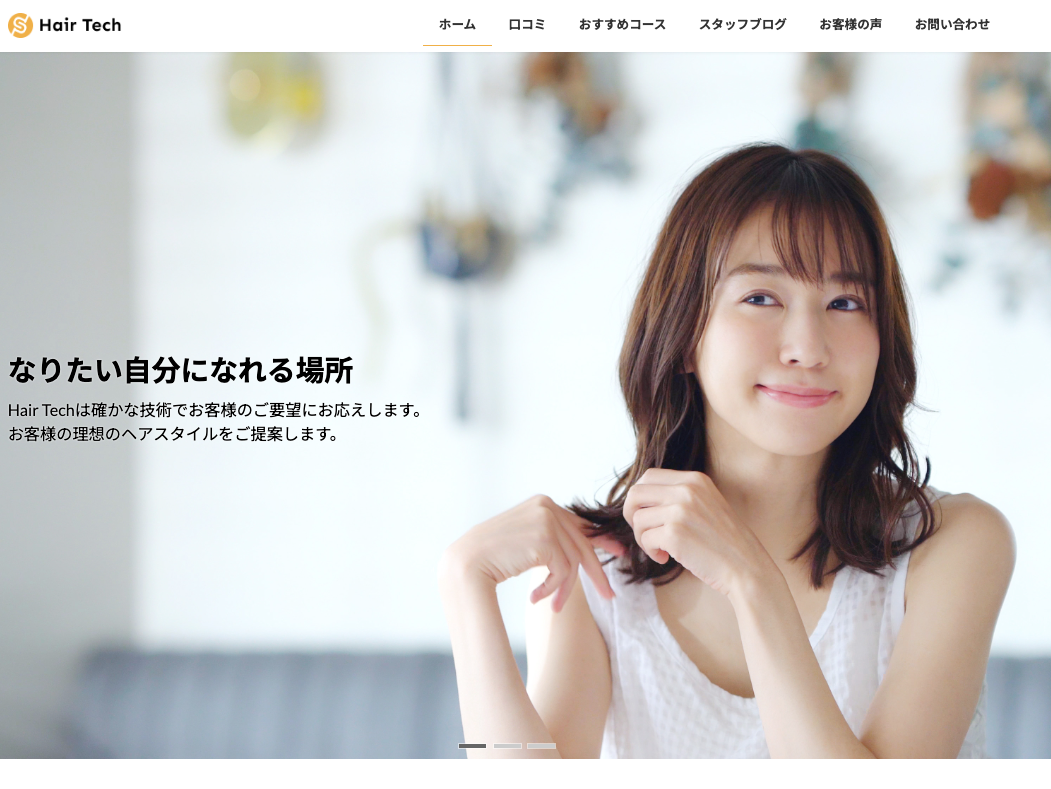 Hair Tech
ホーム 口コミ おすすめコース スタッフブログ お客様の声 お問い合わせ
なりたい自分になれる場所
Hair Techは確かな技術でお客様のご要望にお応えします。
お客様の理想のヘアスタイルをご提案します。